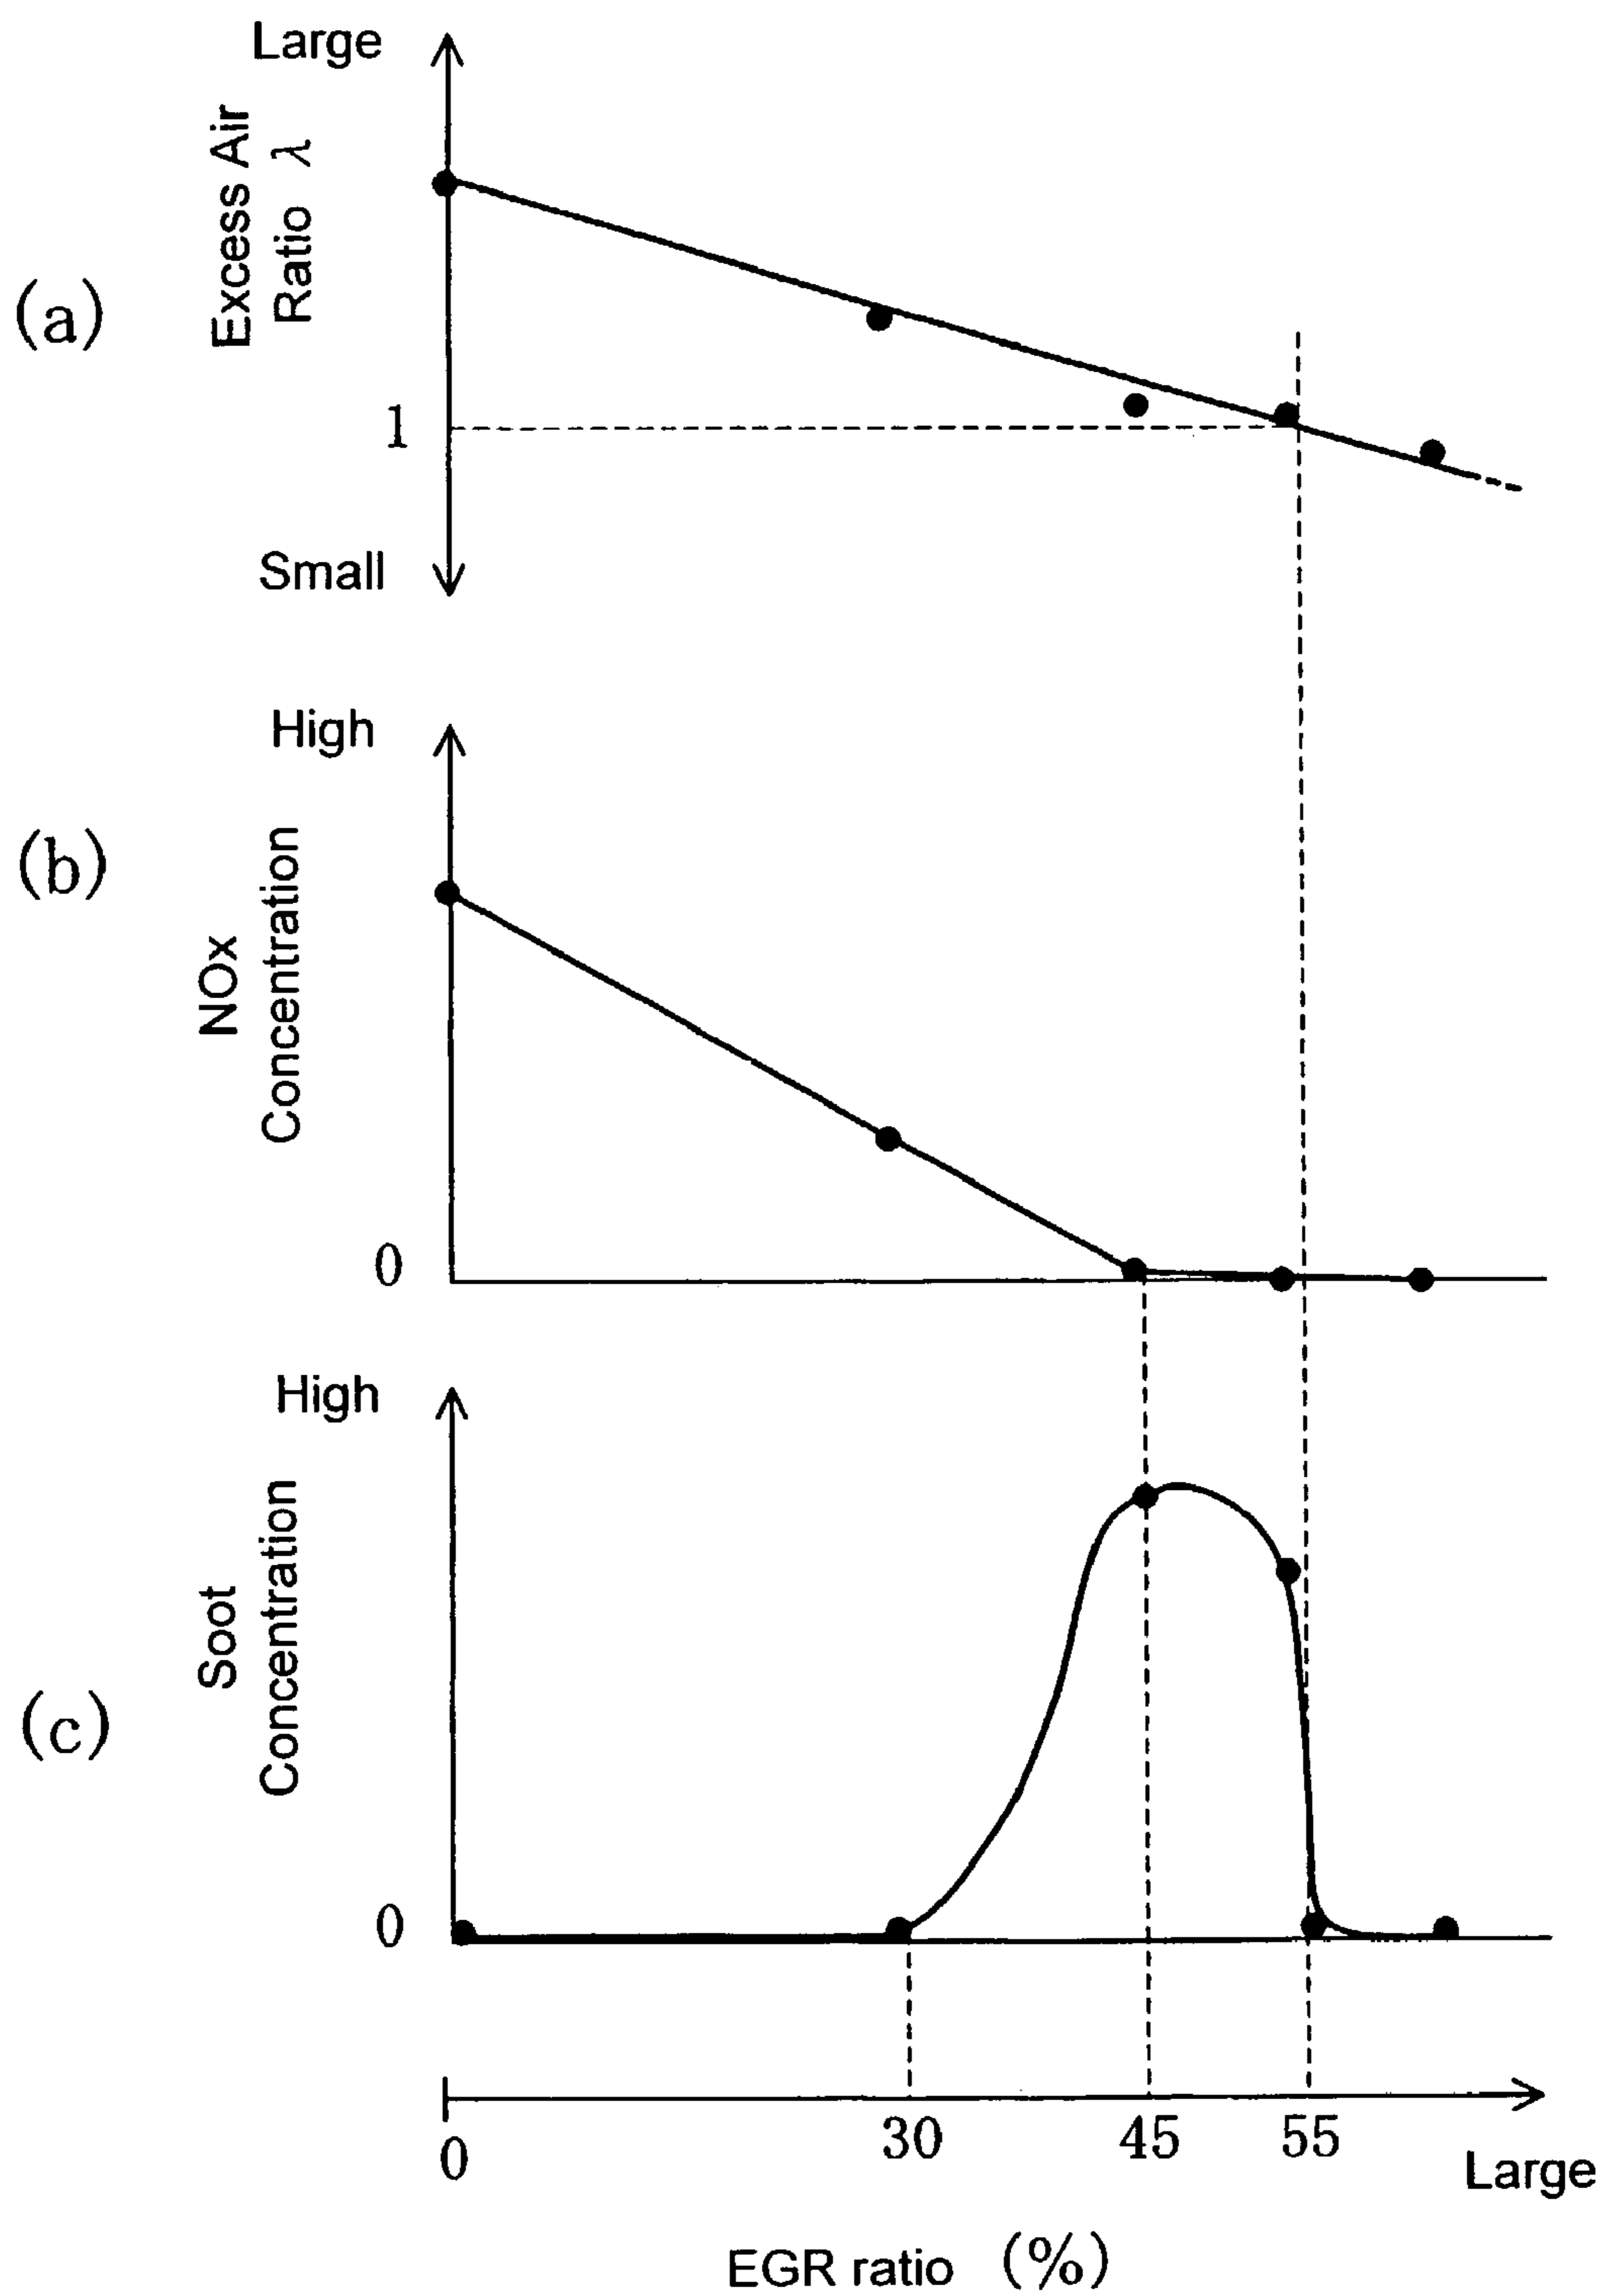 Large
Excess Air
Ratio λ
(a)
1
Small
High
(b)
NOx
Concentration
0
High
Soot
Concentration
(c)
0
0 30 45 55
Large
EGR ratio (%)